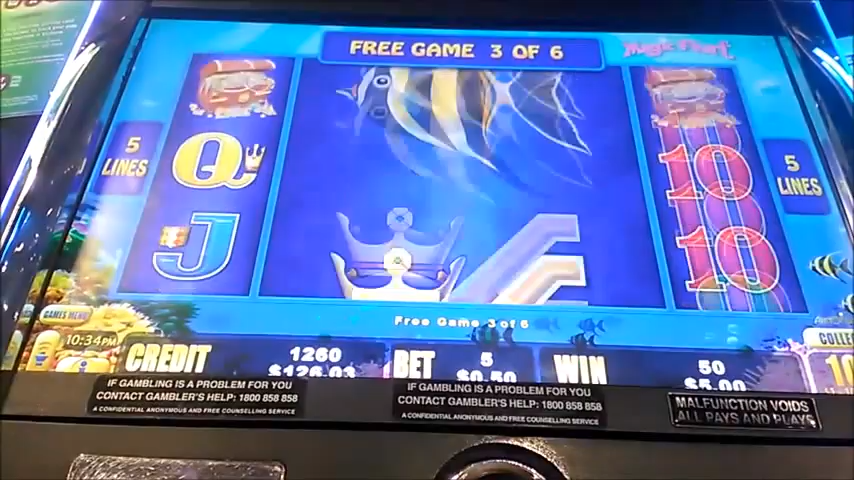 FREE GAME 3 OF 6
Magic Pearl
5
LINES
Q
J
10
10
5
LINES
Free Game 3 of 6
GAMES MENU
10:34PM
CREDIT
1260
$126.03
BET
5
$0.50
WIN
50
$5.00
IF GAMBLING IS A PROBLEM FOR YOU
CONTACT GAMBLER'S HELP: 1800 858 858
A CONFIDENTIAL ANONYMOUS AND FREE COUNSELLING SERVICE
IF GAMBLING IS A PROBLEM FOR YOU
CONTACT GAMBLER'S HELP: 1800 858 858
A CONFIDENTIAL ANONYMOUS AND FREE COUNSELLING SERVICE
MALFUNCTION VOIDS
ALL PAYS AND PLAYS